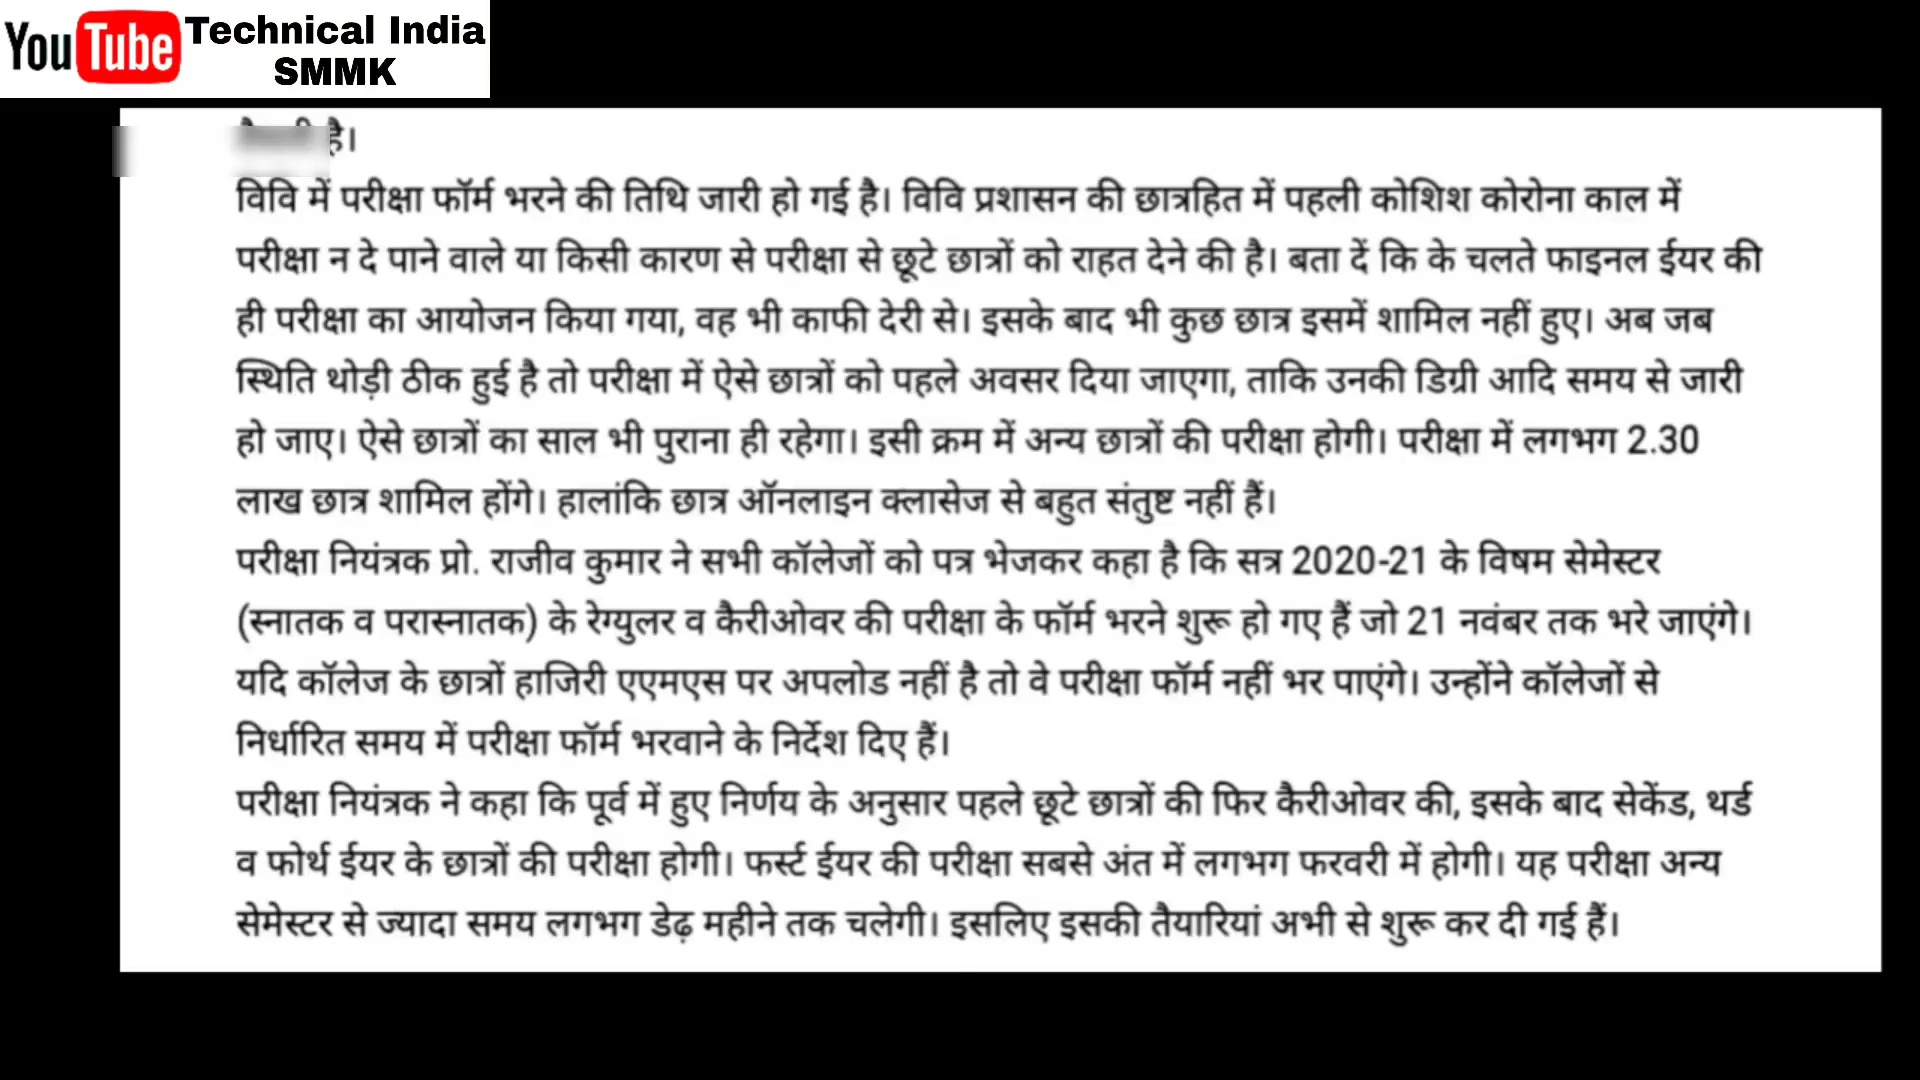 YouTube Technical India
SMMK
है।
विवि में परीक्षा फॉर्म भरने की तिथि जारी हो गई है। विवि प्रशासन की छात्रहित में पहली कोशिश कोरोना काल में
परीक्षा न दे पाने वाले या किसी कारण से परीक्षा से छूटे छात्रों को राहत देने की है। बता दें कि के चलते फाइनल ईयर की
ही परीक्षा का आयोजन किया गया, वह भी काफी देरी से। इसके बाद भी कुछ छात्र इसमें शामिल नहीं हुए। अब जब
स्थिति थोड़ी ठीक हुई है तो परीक्षा में ऐसे छात्रों को पहले अवसर दिया जाएगा, ताकि उनकी डिग्री आदि समय से जारी
हो जाए। ऐसे छात्रों का साल भी पुराना ही रहेगा। इसी क्रम में अन्य छात्रों की परीक्षा होगी। परीक्षा में लगभग 2.30
लाख छात्र शामिल होंगे। हालांकि छात्र ऑनलाइन क्लासेज से बहुत संतुष्ट नहीं हैं।
परीक्षा नियंत्रक प्रो. राजीव कुमार ने सभी कॉलेजों को पत्र भेजकर कहा है कि सत्र 2020-21 के विषम सेमेस्टर
(स्नातक व परास्नातक) के रेग्युलर व कैरीओवर की परीक्षा के फॉर्म भरने शुरू हो गए हैं जो 21 नवंबर तक भरे जाएंगे।
यदि कॉलेज के छात्रों हाजिरी एएमएस पर अपलोड नहीं है तो वे परीक्षा फॉर्म नहीं भर पाएंगे। उन्होंने कॉलेजों से
निर्धारित समय में परीक्षा फॉर्म भरवाने के निर्देश दिए हैं।
परीक्षा नियंत्रक ने कहा कि पूर्व में हुए निर्णय के अनुसार पहले छूटे छात्रों की फिर कैरीओवर की, इसके बाद सेकेंड, थर्ड
व फोर्थ ईयर के छात्रों की परीक्षा होगी। फर्स्ट ईयर की परीक्षा सबसे अंत में लगभग फरवरी में होगी। यह परीक्षा अन्य
सेमेस्टर से ज्यादा समय लगभग डेढ़ महीने तक चलेगी। इसलिए इसकी तैयारियां अभी से शुरू कर दी गई हैं।